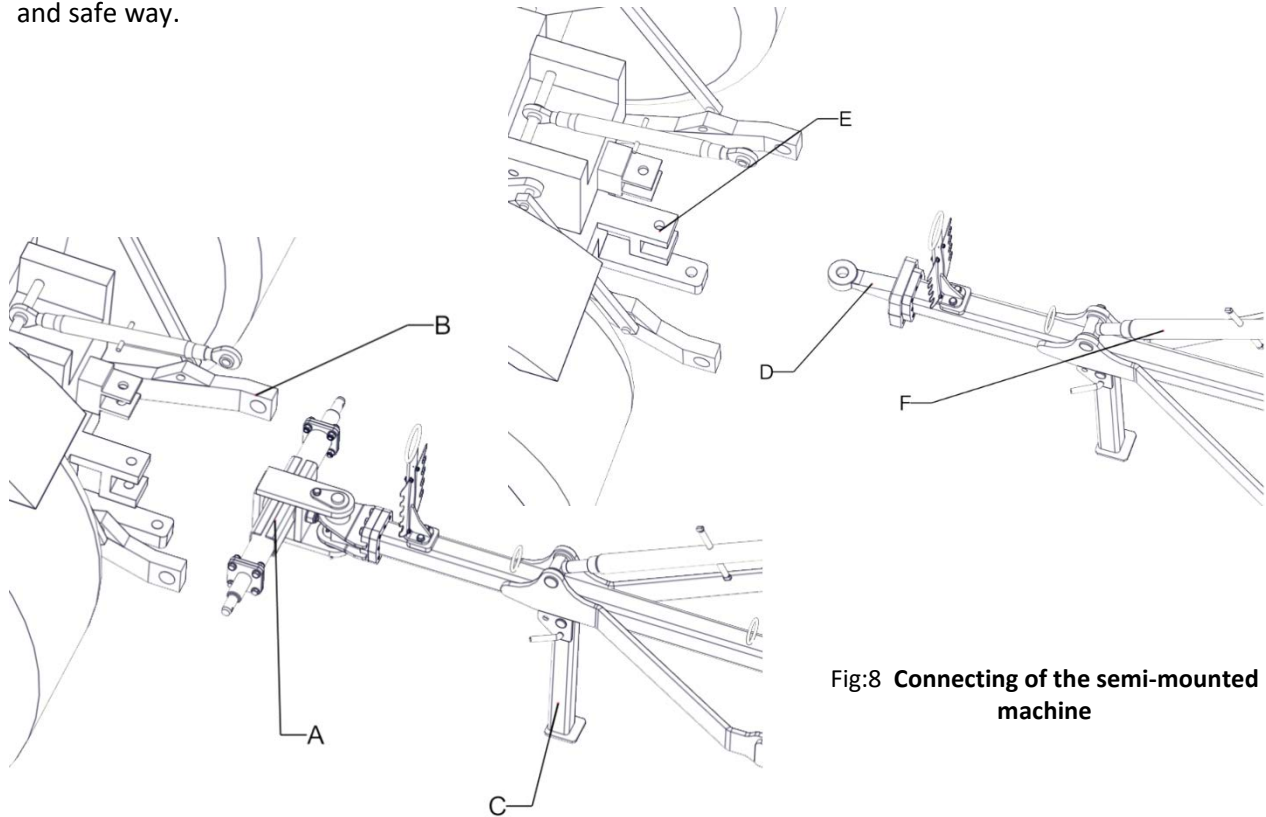 and safe way.
E
B
D
F
A
C
Fig:8 Connecting of the semi-mounted
machine